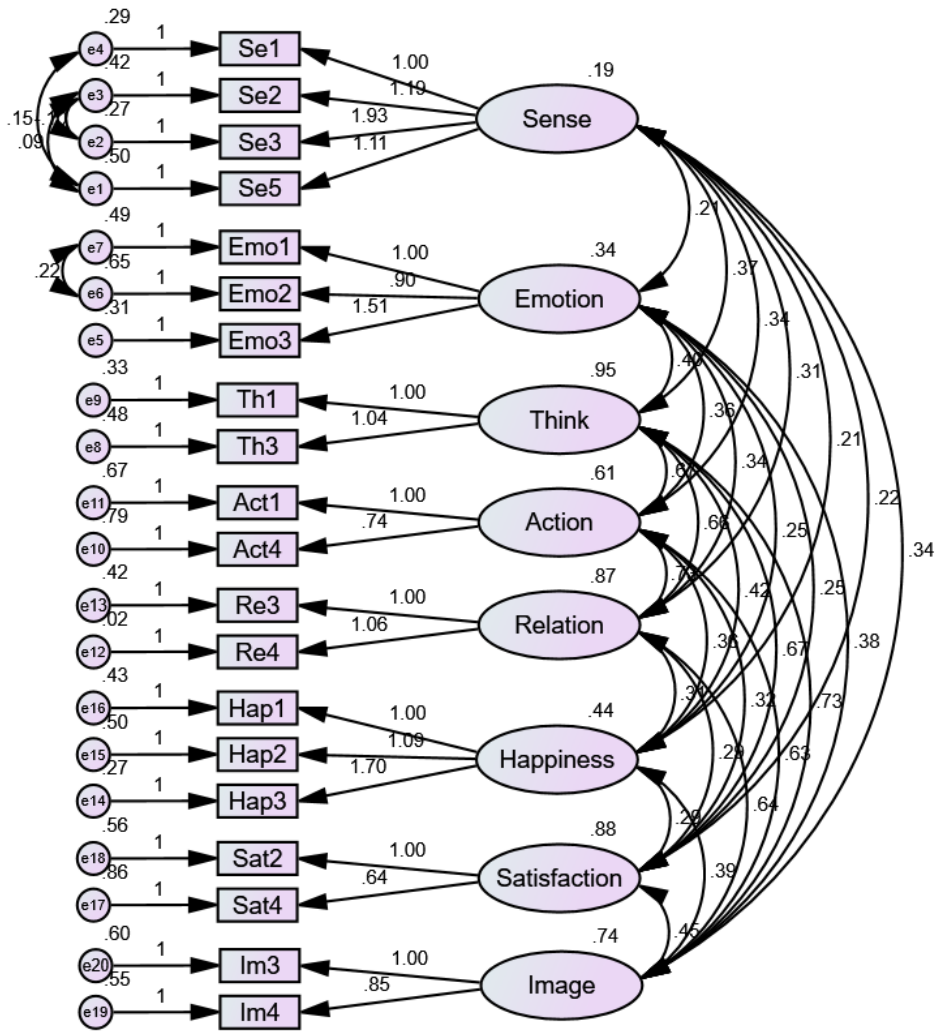 .29
e4 1 Se1 1.00 .19
.42
e3 1 Se2 1.19 Sense
.27
e2 1 Se3 1.93
.15
.09
.50
e1 1 Se5 1.11
.49
e7 1 Emo1 1.00 .34
.65
.22 e6 1 Emo2 .90 Emotion
.31
e5 1 Emo3 1.51
.33
e9 1 Th1 1.00 .95
.48
e8 1 Th3 1.04 Think
.67
e11 1 Act1 1.00 .61
.79
e10 1 Act4 .74 Action
.42
e13 1 Re3 1.00 .87
.02
e12 1 Re4 1.06 Relation
.43
e16 1 Hap1 1.00 .44
.50
e15 1 Hap2 1.09 Happiness
.27
e14 1 Hap3 1.70
.56
e18 1 Sat2 1.00 .88
.86
e17 1 Sat4 .64 Satisfaction
.60
e20 1 Im3 1.00 .74
.55
e19 1 Im4 .85 Image
.21
.37
.34
.31
.21
.22
.34
.40
.36
.34
.25
.25
.38
.66
.42
.67
.73
.36
.32
.63
.31
.29
.64
.39
.45